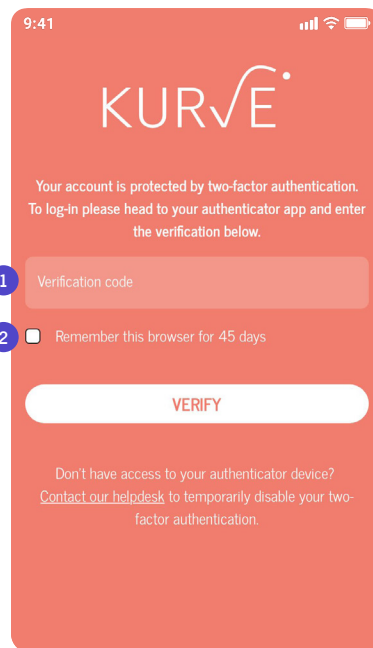 9:41
KURVE
Your account is protected by two-factor authentication.
To log-in please head to your authenticator app and enter
the verification below.
1
Verification code
2
Remember this browser for 45 days
VERIFY
Don't have access to your authenticator device?
Contact our helpdesk to temporarily disable your two-
factor authentication.